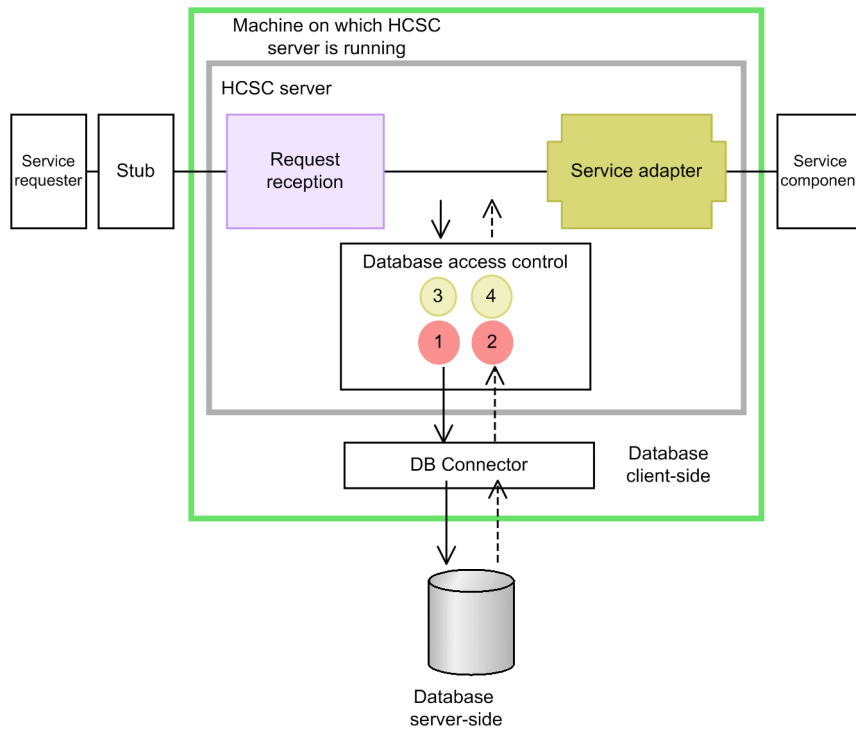 Machine on which HCSC
server is running
HCSC server
Service
requester
Stub
Request
reception
Service adapter
Service
componen
Database access control
3
4
1
2
DB Connector
Database
client-side
Database
server-side